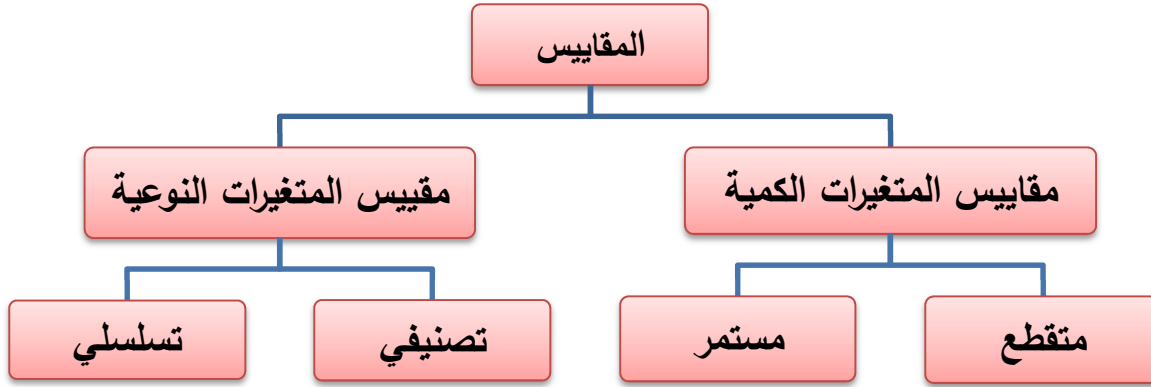 المقاييس
مقاييس المتغيرات الكمية
مقييس المتغيرات النوعية
متقطع
مستمر
تصنيفي
تسلسلي